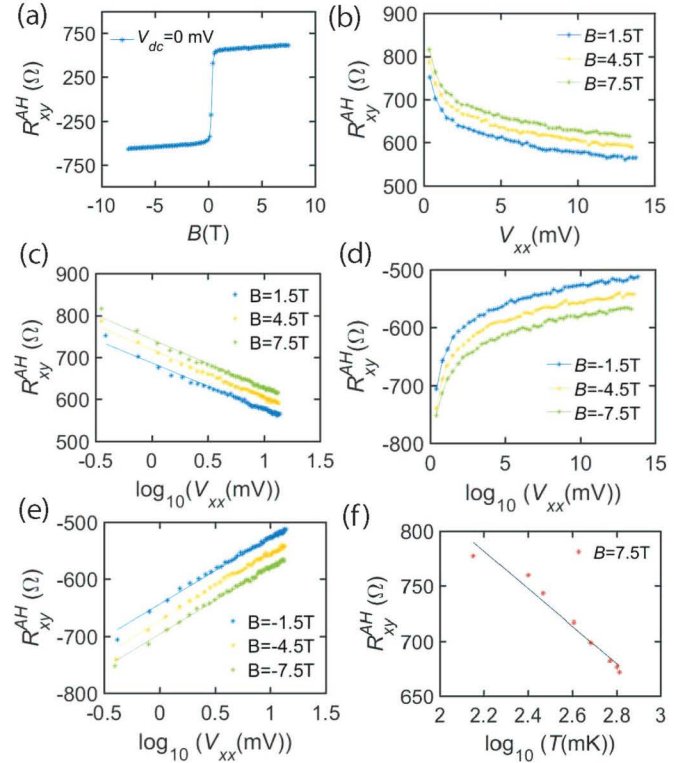 (a)
R_xy^AH (Ω)
750
250
-250
-750
V_dc=0 mV
-10 -5 0 5 10
B(T)
(b)
R_xy^AH (Ω)
900
800
700
600
500
B=1.5T
B=4.5T
B=7.5T
0 5 10 15
V_xx(mV)
(c)
R_xy^AH (Ω)
900
800
700
600
500
B=1.5T
B=4.5T
B=7.5T
-0.5 0 0.5 1 1.5
log10(V_xx(mV))
(d)
R_xy^AH (Ω)
-500
-600
-700
-800
B=-1.5T
B=-4.5T
B=-7.5T
0 5 10 15
log10 (V_xx(mV))
(e)
R_xy^AH (Ω)
-500
-600
-700
-800
B=-1.5T
B=-4.5T
B=-7.5T
-0.5 0 0.5 1 1.5
log10 (V_xx(mV))
(f)
R_xy^AH (Ω)
800
750
700
650
B=7.5T
2 2.2 2.4 2.6 2.8 3
log10 (T(mK))